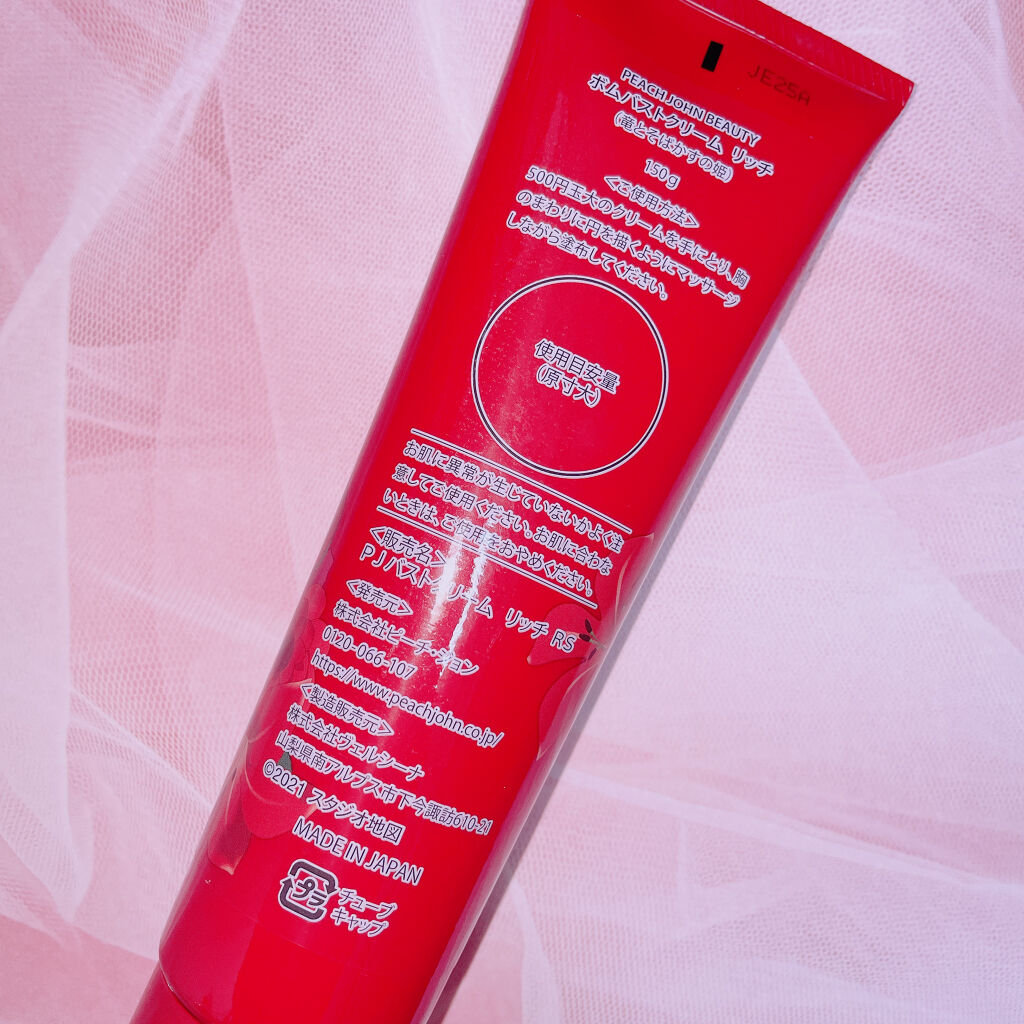 JE25A
PEACH JOHN BEAUTY
ボムバストクリーム リッチ
(竜とそばかすの姫)
150g
<ご使用方法>
500円玉大のクリームを手にとり、胸
のまわりに円を描くようにマッサージ
しながら塗布してください。
使用目安量
(原寸大)
お肌に異常が生じていないかよく注
意してご使用ください。お肌に合わな
いときは、ご使用をおやめください。
<販売名>
PJバストクリーム リッチ RS
<発売元>
株式会社ピーチ・ジョン
0120-066-107
https://www.peachjohn.co.jp/
<製造販売元>
株式会社ヴェルシーナ
山梨県南アルプス市下今諏訪610-21
©2021 スタジオ地図
MADE IN JAPAN
プラ
チューブ
キャップ